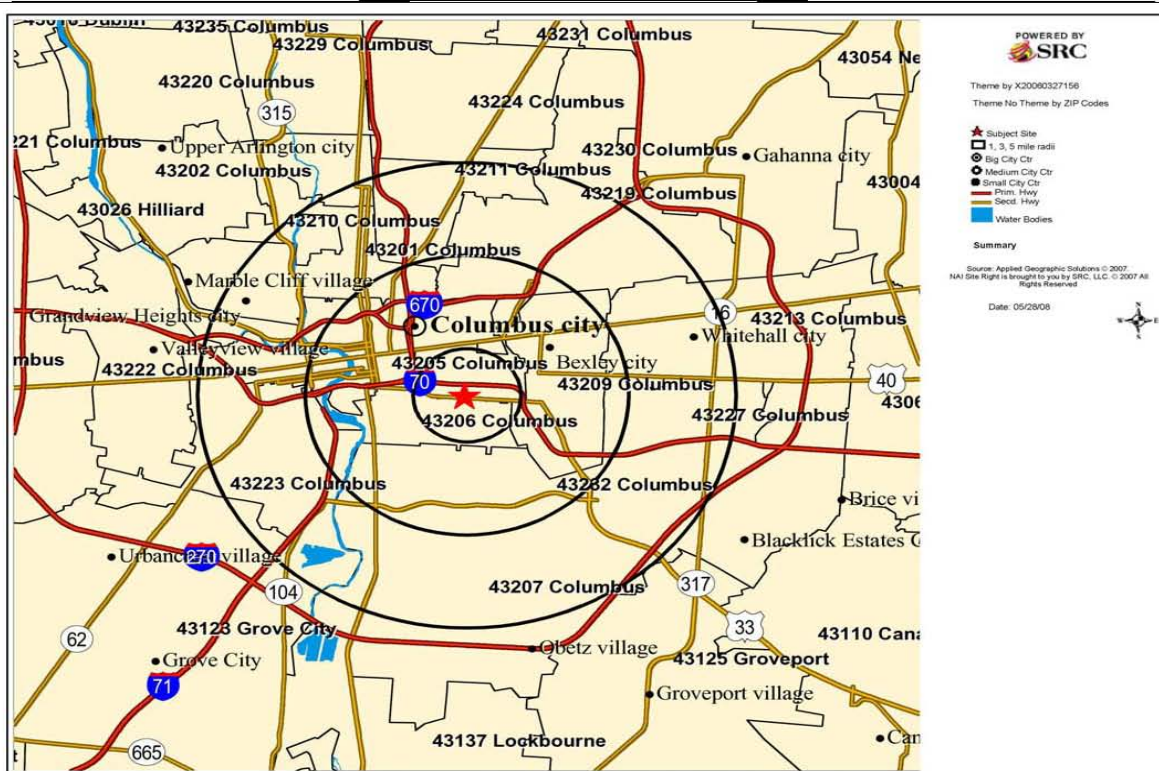 43235 Columbus
43229 Columbus
43231 Columbus
43054 Ne
43220 Columbus
43224 Columbus
315
221 Columbus
Upper Arlington city
43202 Columbus
43211 Columbus
43230 Columbus
Gahanna city
43004
43219 Columbus
43026 Hilliard
43210 Columbus
43201 Columbus
Marble Cliff village
670
Columbus city
16
43213 Columbus
Grandview Heights city
Whitehall city
Valleyview village
mbus
43222 Columbus
43205 Columbus
Bexley city
70
43209 Columbus
40
4306
43206 Columbus
43227 Columbus
43223 Columbus
43232 Columbus
Brice vi
Blacklick Estates C
Urbancrest village
270
104
43207 Columbus
317
33
62
43123 Grove City
43110 Cana
Obetz village
43125 Groveport
Grove City
71
Groveport village
43137 Lockbourne
Can
665
POWERED BY
SRC
Theme by X20060327156
Theme No Theme by ZIP Codes
Subject Site
1, 3, 5 mile radii
Big City Ctr
Medium City Ctr
Small City Ctr
Prim. Hwy
Secd. Hwy
Water Bodies
Summary
Source: Applied Geographic Solutions © 2007.
NAI Site Right is brought to you by SRC, LLC. © 2007 All
Rights Reserved
Date: 05/28/08
N
W E
S